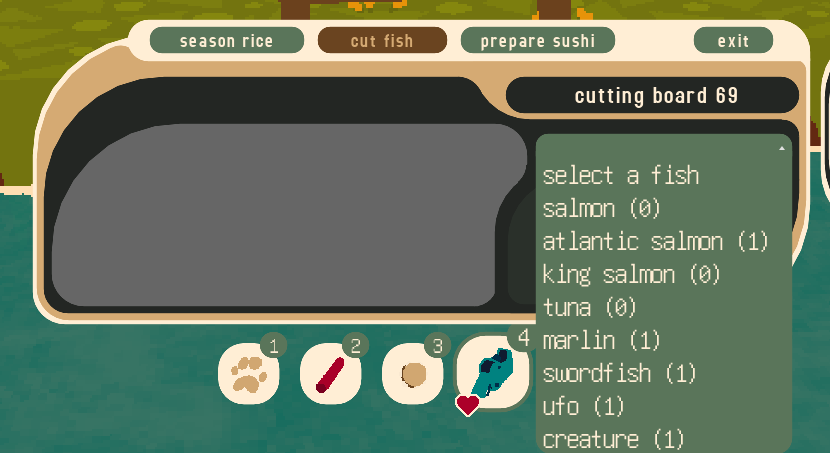 season rice
cut fish
prepare sushi
exit
cutting board 69
select a fish
salmon (0)
atlantic salmon (1)
king salmon (0)
tuna (0)
marlin (1)
swordfish (1)
ufo (1)
creature (1)
1
2
3
4